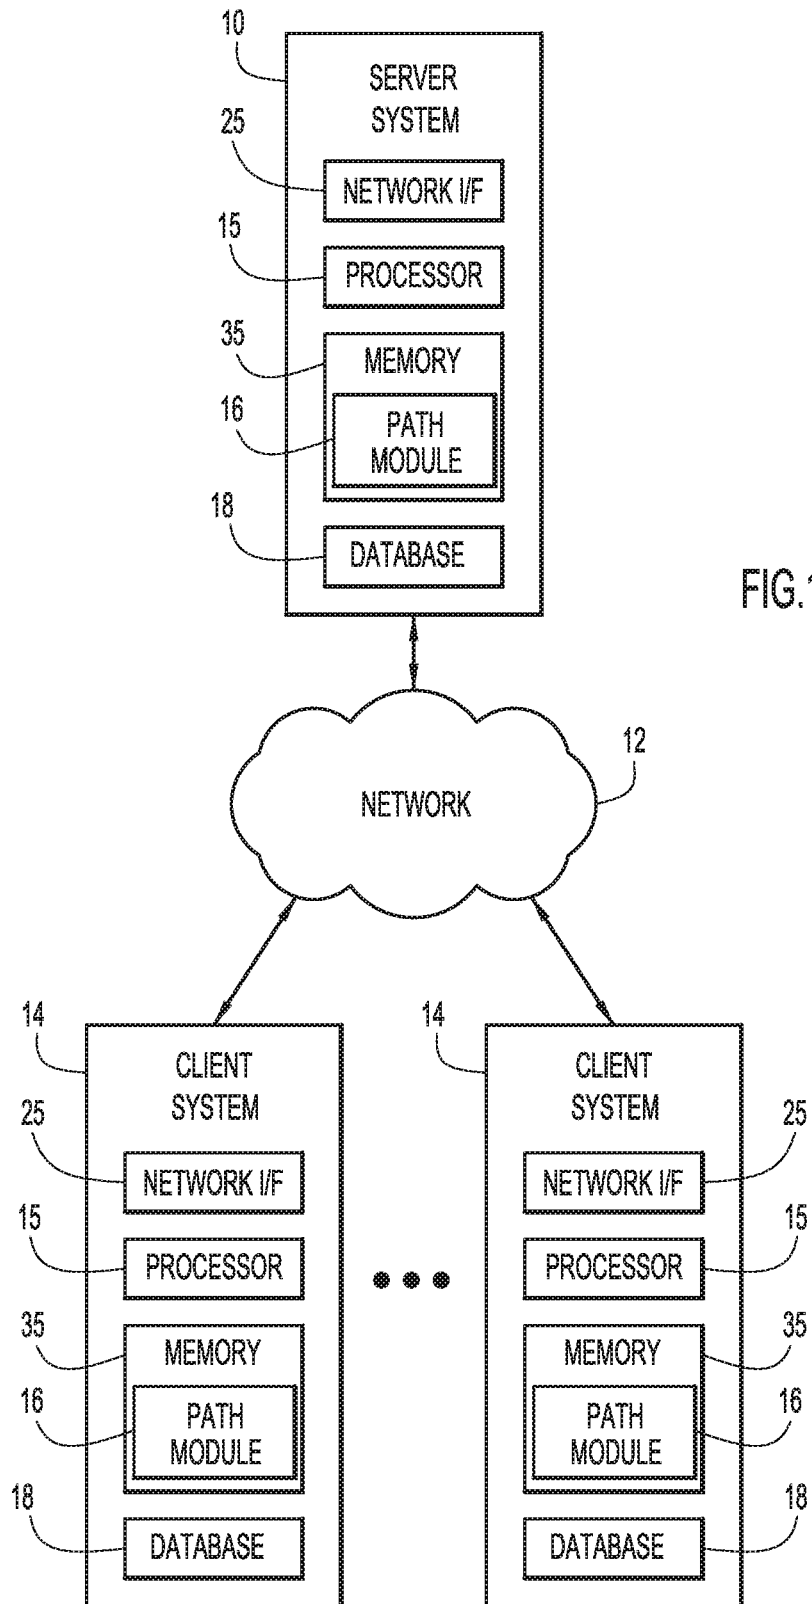 10
SERVER
SYSTEM
25
NETWORK I/F
15
PROCESSOR
35
MEMORY
16
PATH
MODULE
18
DATABASE
FIG.1
12
NETWORK
14
CLIENT
SYSTEM
25
NETWORK I/F
15
PROCESSOR
35
MEMORY
16
PATH
MODULE
18
DATABASE
14
CLIENT
SYSTEM
25
NETWORK I/F
15
PROCESSOR
35
MEMORY
16
PATH
MODULE
18
DATABASE